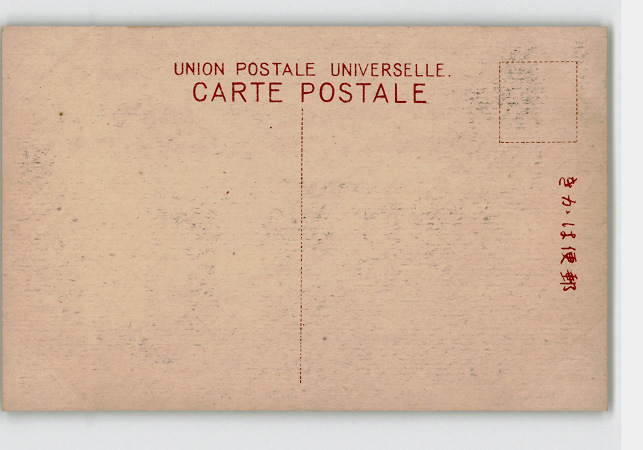 UNION POSTALE UNIVERSELLE.
CARTE POSTALE
きかは便郵